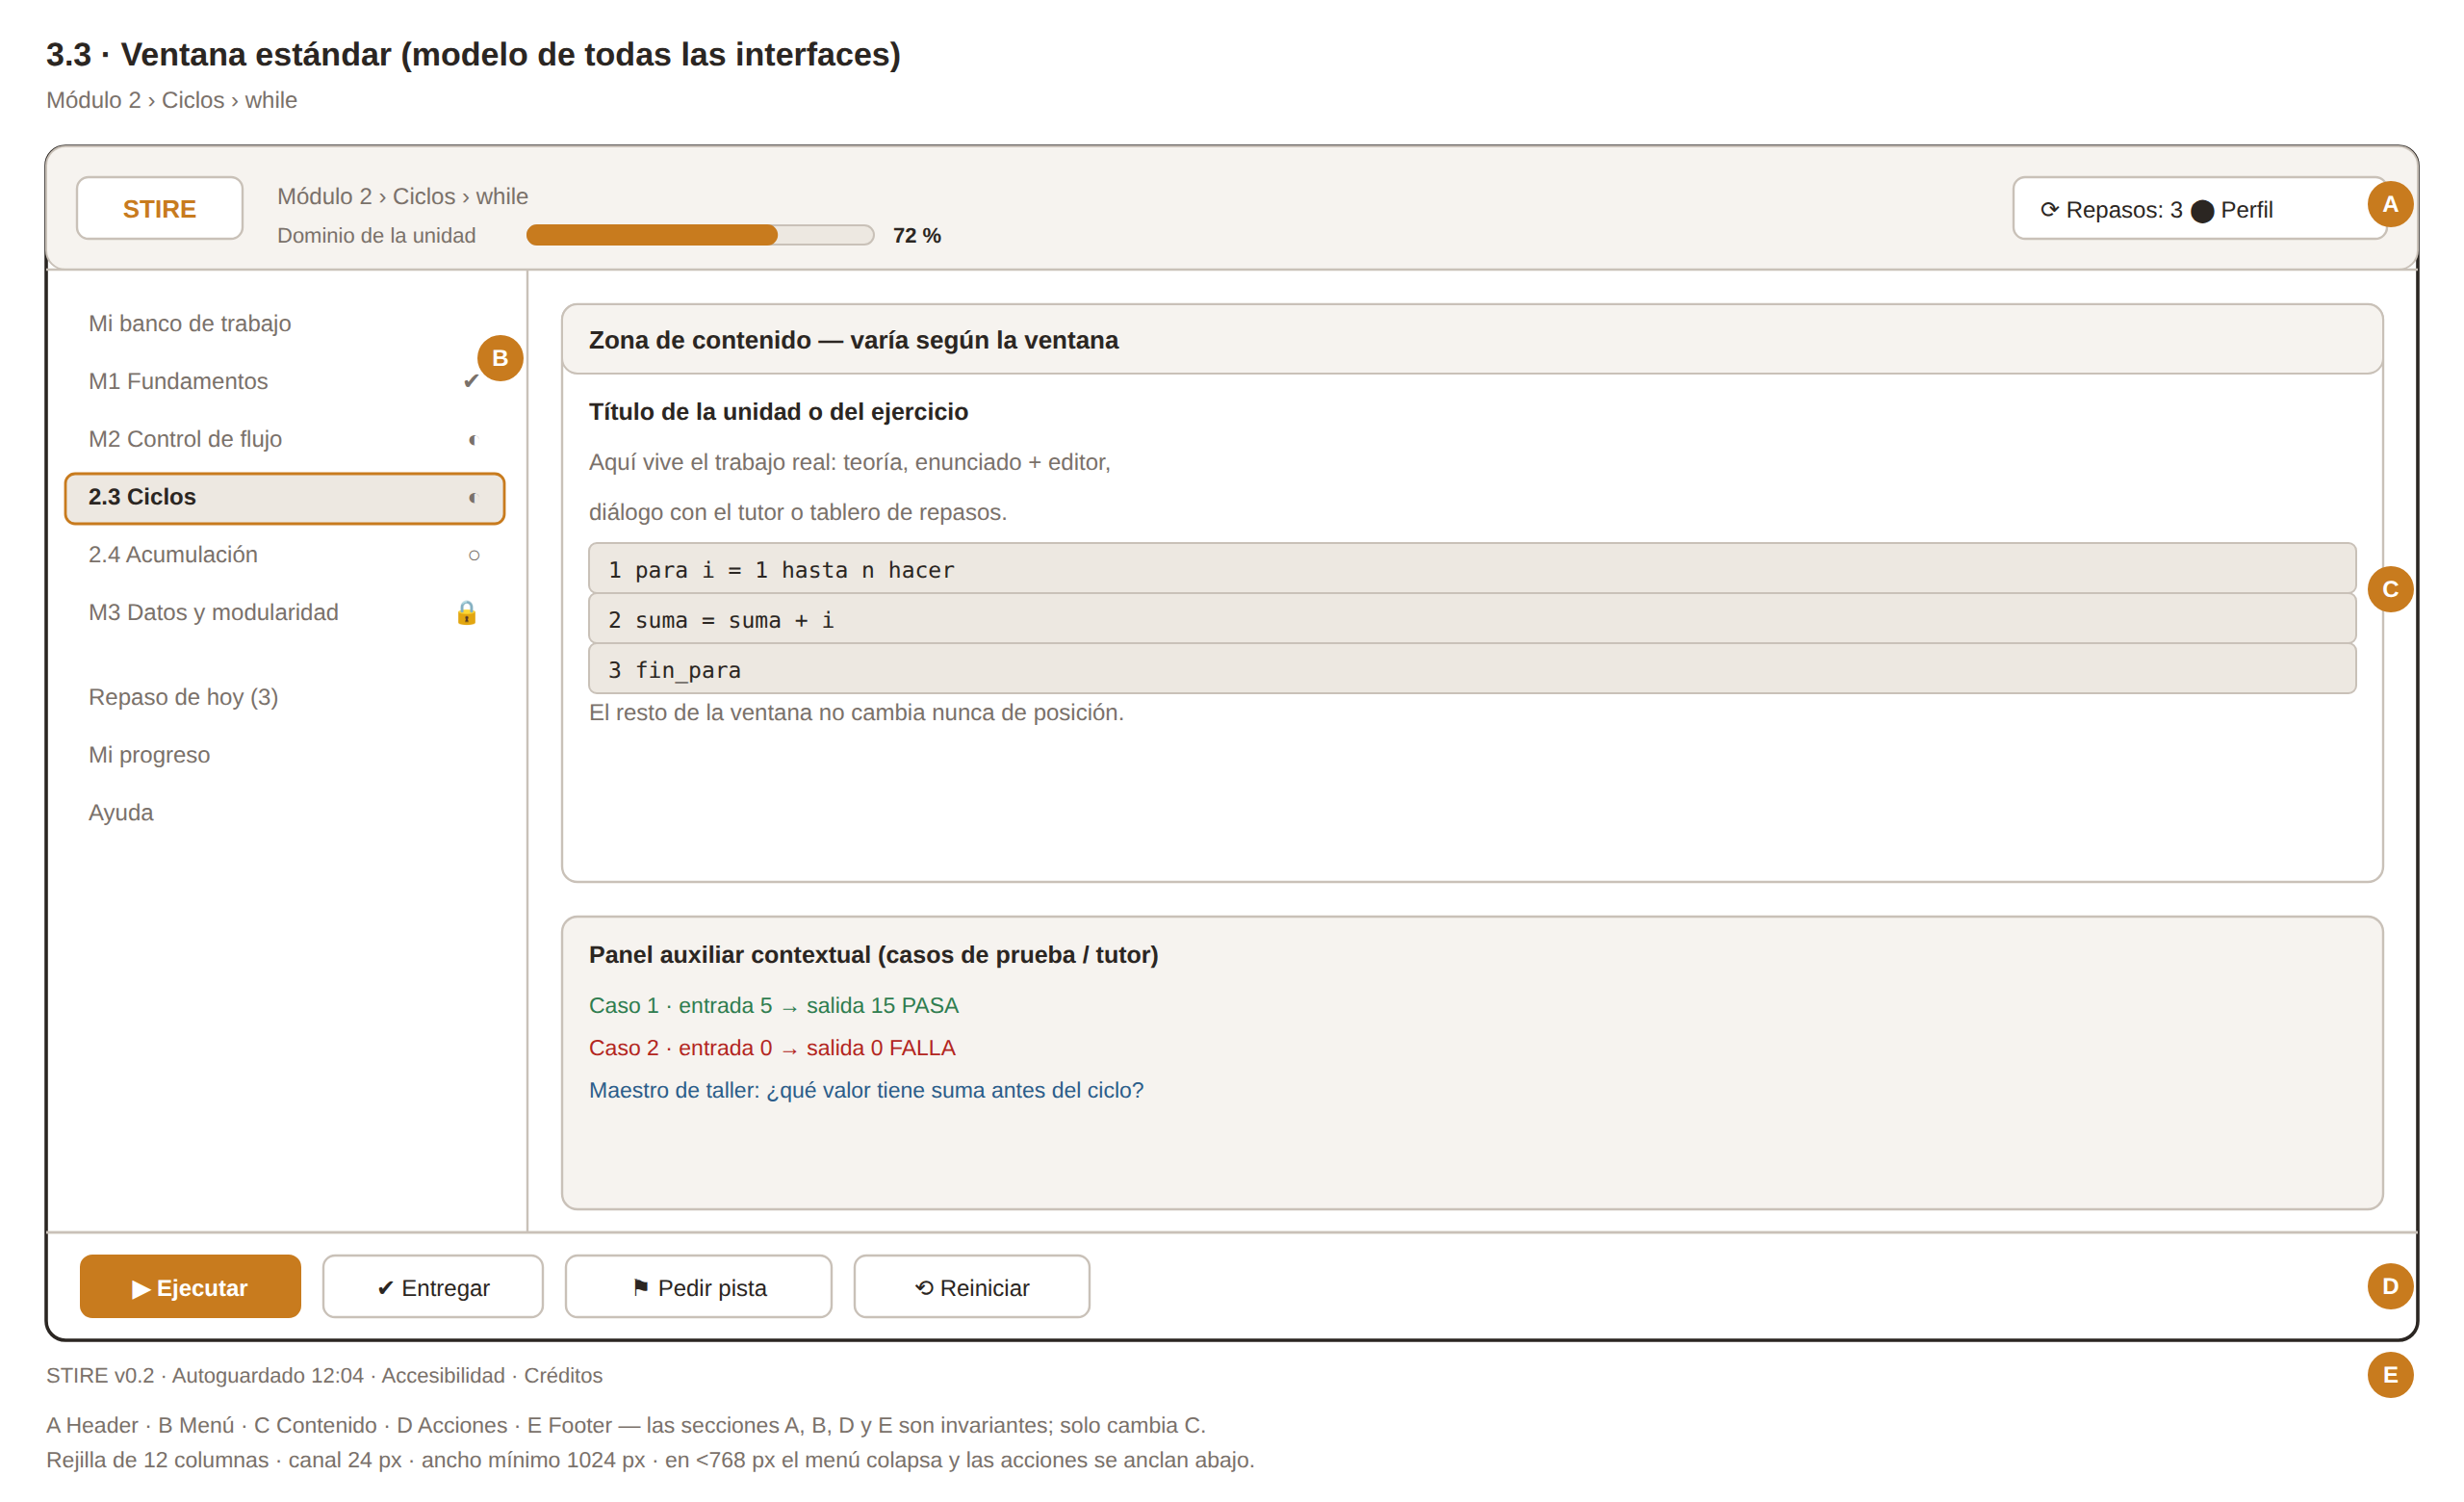 3.3 · Ventana estándar (modelo de todas las interfaces)
Módulo 2 › Ciclos › while
STIRE
Módulo 2 › Ciclos › while
Dominio de la unidad
72 %
⟳ Repasos: 3 ⬤ Perfil
A
Mi banco de trabajo
B
M1 Fundamentos ✔
M2 Control de flujo ◐
2.3 Ciclos ◐
2.4 Acumulación ○
M3 Datos y modularidad 🔒
Repaso de hoy (3)
Mi progreso
Ayuda
Zona de contenido — varía según la ventana
Título de la unidad o del ejercicio
Aquí vive el trabajo real: teoría, enunciado + editor,
diálogo con el tutor o tablero de repasos.
1 para i = 1 hasta n hacer
2 suma = suma + i
3 fin_para
C
El resto de la ventana no cambia nunca de posición.
Panel auxiliar contextual (casos de prueba / tutor)
Caso 1 · entrada 5 → salida 15 PASA
Caso 2 · entrada 0 → salida 0 FALLA
Maestro de taller: ¿qué valor tiene suma antes del ciclo?
▶ Ejecutar
✔ Entregar
⚑ Pedir pista
⟲ Reiniciar
D
STIRE v0.2 · Autoguardado 12:04 · Accesibilidad · Créditos
E
A Header · B Menú · C Contenido · D Acciones · E Footer — las secciones A, B, D y E son invariantes; solo cambia C.
Rejilla de 12 columnas · canal 24 px · ancho mínimo 1024 px · en <768 px el menú colapsa y las acciones se anclan abajo.